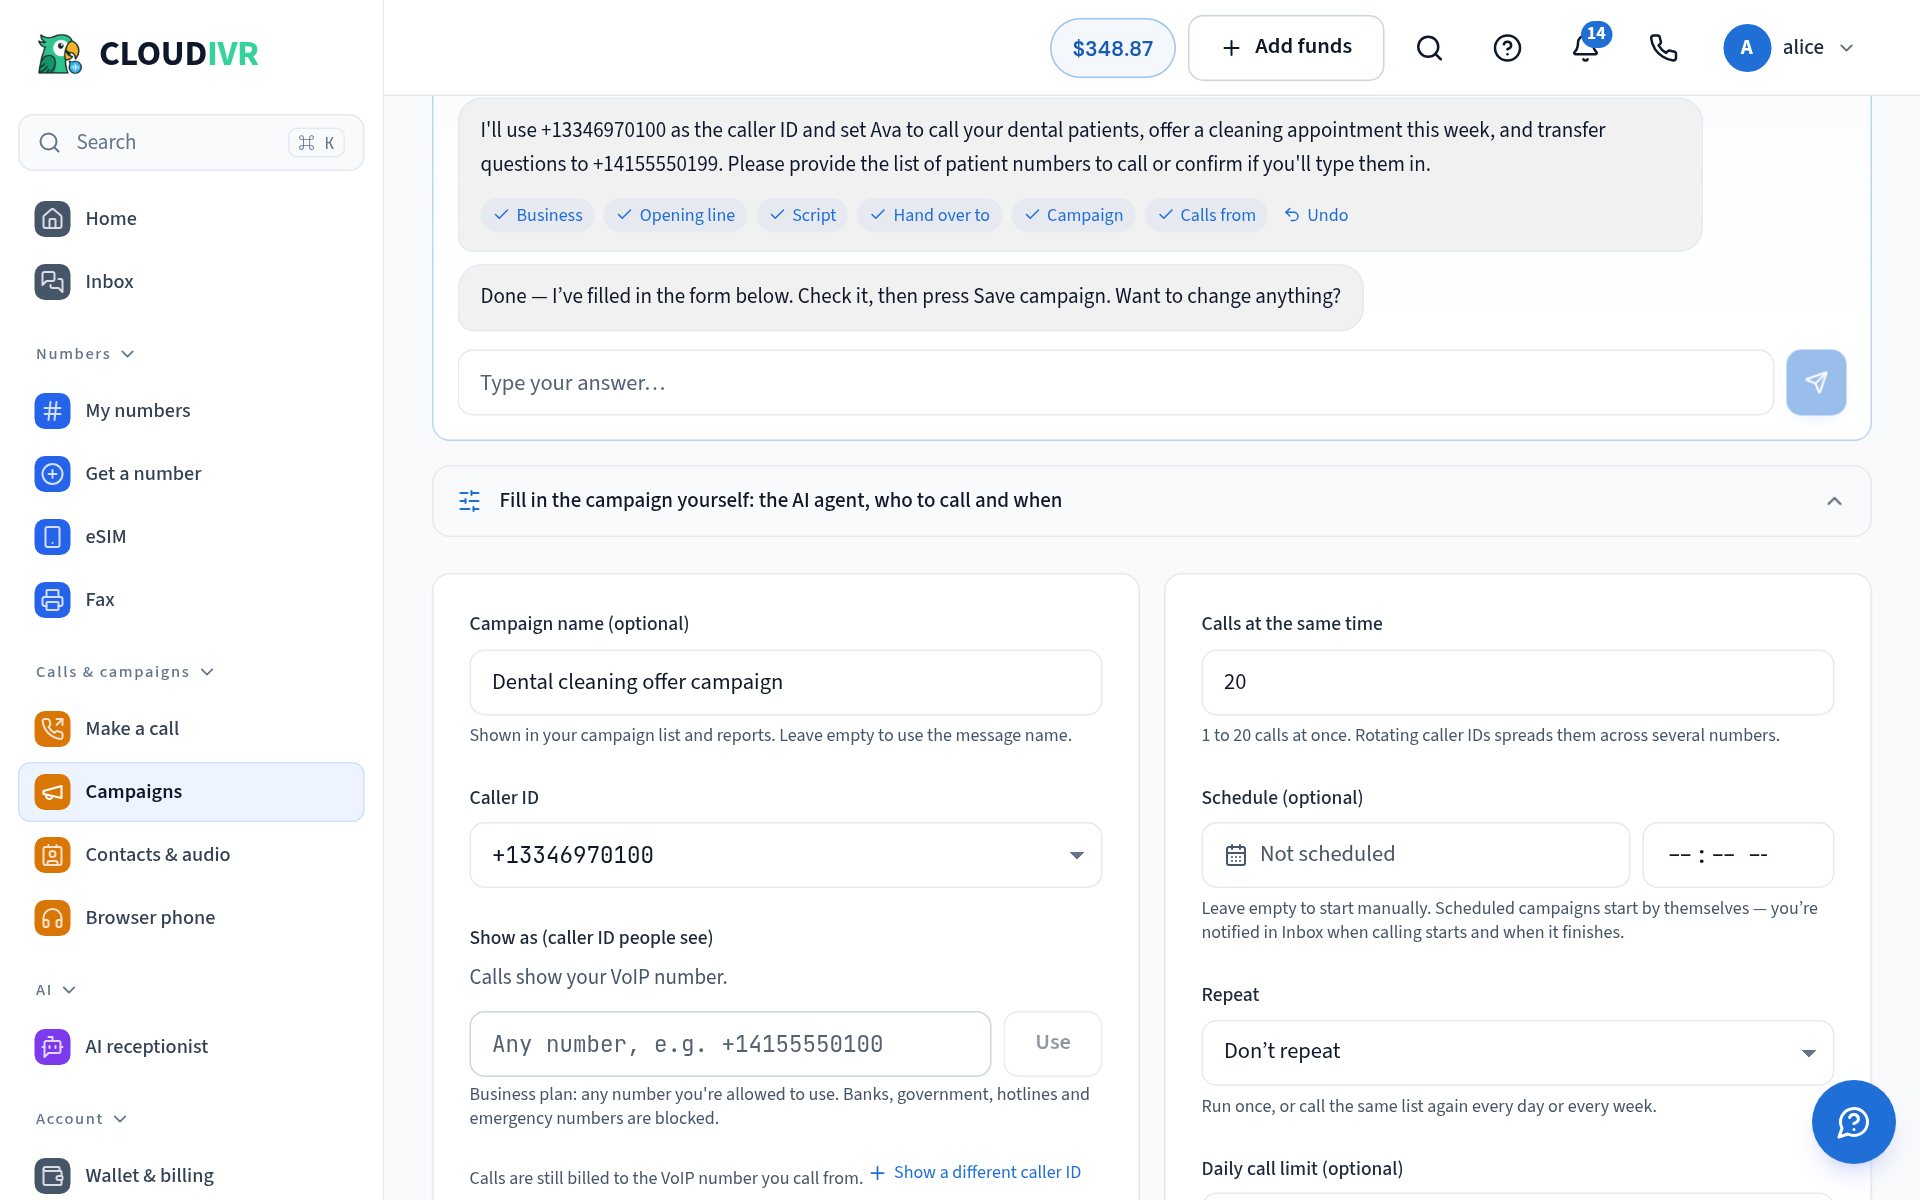 CLOUDIVR
$348.87
+ Add funds
14
A
alice
Search
⌘ K
Home
Inbox
Numbers
My numbers
Get a number
eSIM
Fax
Calls & campaigns
Make a call
Campaigns
Contacts & audio
Browser phone
AI
AI receptionist
Account
Wallet & billing
I'll use +13346970100 as the caller ID and set Ava to call your dental patients, offer a cleaning appointment this week, and transfer
questions to +14155550199. Please provide the list of patient numbers to call or confirm if you'll type them in.
Business
Opening line
Script
Hand over to
Campaign
Calls from
Undo
Done — I’ve filled in the form below. Check it, then press Save campaign. Want to change anything?
Type your answer…
Fill in the campaign yourself: the AI agent, who to call and when
Campaign name (optional)
Dental cleaning offer campaign
Shown in your campaign list and reports. Leave empty to use the message name.
Caller ID
+13346970100
Show as (caller ID people see)
Calls show your VoIP number.
Any number, e.g. +14155550100
Use
Business plan: any number you're allowed to use. Banks, government, hotlines and
emergency numbers are blocked.
Calls are still billed to the VoIP number you call from.
+ Show a different caller ID
Calls at the same time
20
1 to 20 calls at once. Rotating caller IDs spreads them across several numbers.
Schedule (optional)
Not scheduled
--:-- --
Leave empty to start manually. Scheduled campaigns start by themselves — you’re
notified in Inbox when calling starts and when it finishes.
Repeat
Don’t repeat
Run once, or call the same list again every day or every week.
Daily call limit (optional)